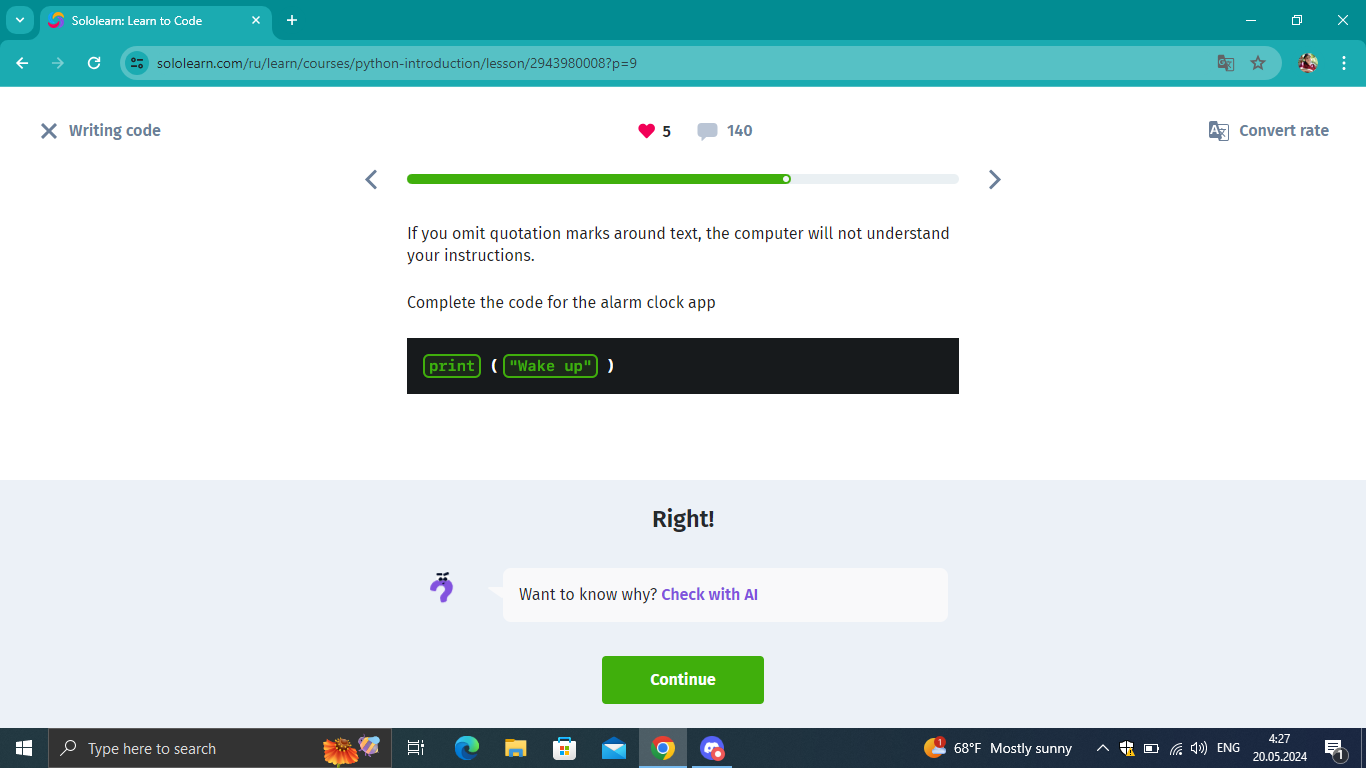 Sololearn: Learn to Code
sololearn.com/ru/learn/courses/python-introduction/lesson/2943980008?p=9
Writing code
5
140
Convert rate
If you omit quotation marks around text, the computer will not understand
your instructions.
Complete the code for the alarm clock app
print ( "Wake up" )
Right!
Want to know why? Check with AI
Continue
Type here to search
1
68°F Mostly sunny
ENG
4:27
20.05.2024
1